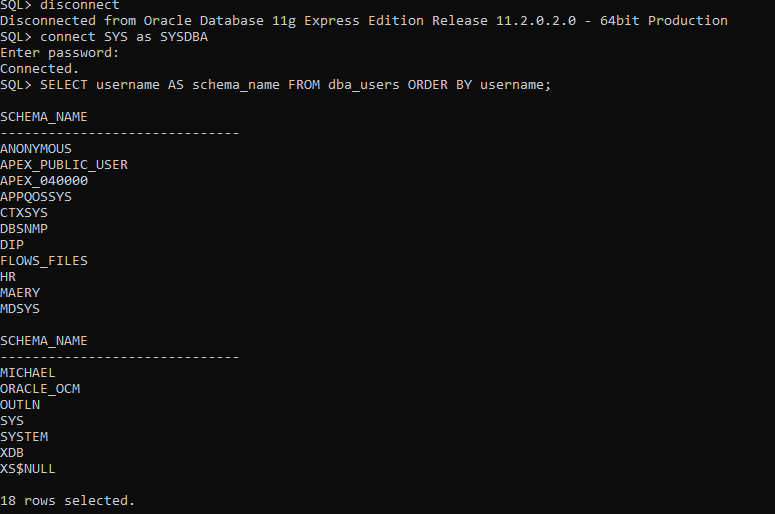 SQL> disconnect
Disconnected from Oracle Database 11g Express Edition Release 11.2.0.2.0 - 64bit Production
SQL> connect SYS as SYSDBA
Enter password:
Connected.
SQL> SELECT username AS schema_name FROM dba_users ORDER BY username;
SCHEMA_NAME
------------------------------
ANONYMOUS
APEX_PUBLIC_USER
APEX_040000
APPQOSSYS
CTXSYS
DBSNMP
DIP
FLOWS_FILES
HR
MAERY
MDSYS
SCHEMA_NAME
------------------------------
MICHAEL
ORACLE_OCM
OUTLN
SYS
SYSTEM
XDB
XS$NULL
18 rows selected.